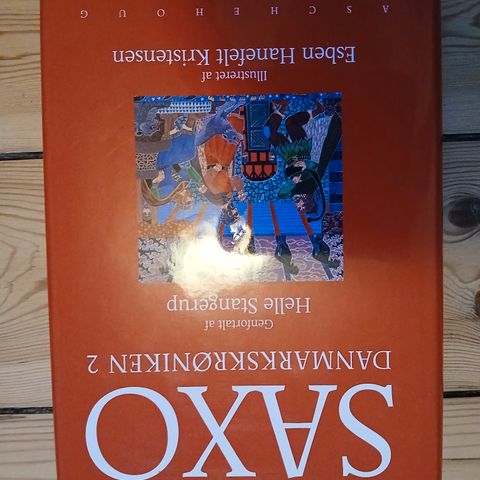 SAXO
DANMARKSKRØNIKEN 2
Genfortalt af
Helle Stangerup
Illustreret af
Esben Hanefelt Kristensen
ASCHEHOUG